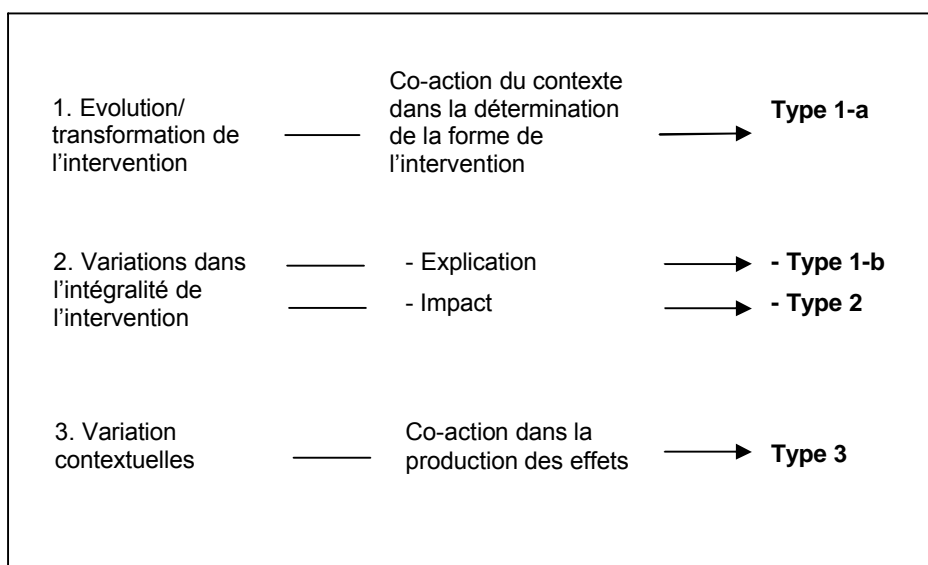 1. Evolution/
transformation de
l’intervention
Co-action du contexte
dans la détermination
de la forme de
l’intervention
Type 1-a
2. Variations dans
l’intégralité de
l’intervention
- Explication
- Type 1-b
- Impact
- Type 2
3. Variation
contextuelles
Co-action dans la
production des effets
Type 3